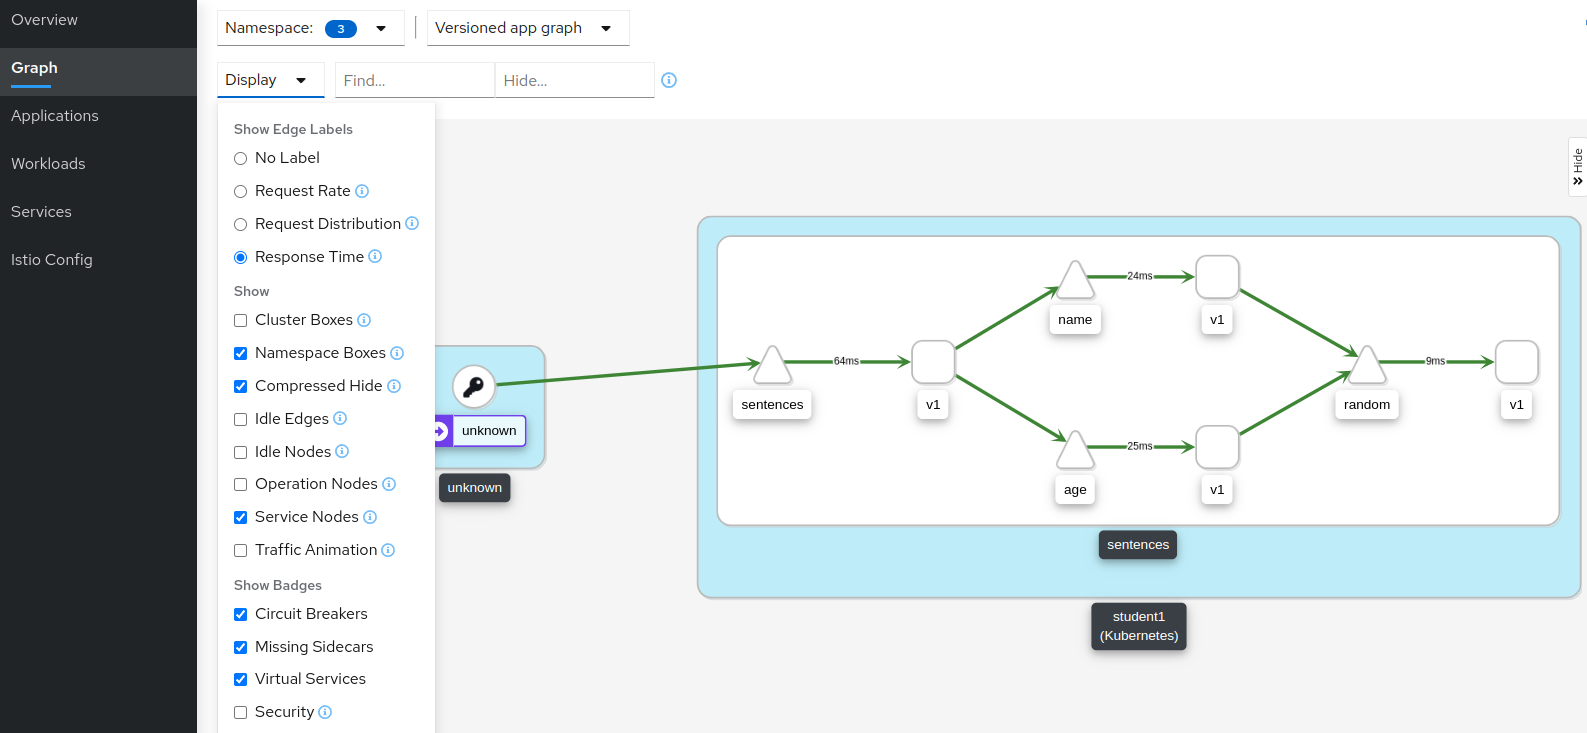 Overview
Graph
Applications
Workloads
Services
Istio Config
Namespace: 3
Versioned app graph
Display
Find...
Hide...
Show Edge Labels
No Label
Request Rate
Request Distribution
Response Time
Show
Cluster Boxes
Namespace Boxes
Compressed Hide
Idle Edges
Idle Nodes
Operation Nodes
Service Nodes
Traffic Animation
Show Badges
Circuit Breakers
Missing Sidecars
Virtual Services
Security
Hide
unknown
unknown
sentences
64ms
v1
name
24ms
v1
age
25ms
v1
random
9ms
v1
sentences
student1
(Kubernetes)